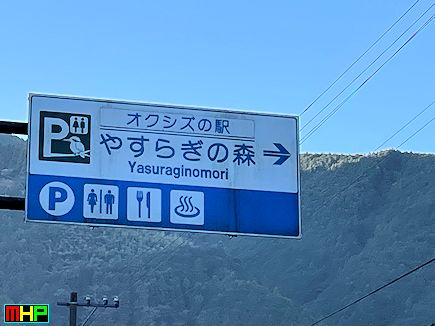 オクシズの駅
P
やすらぎの森
Yasuraginomori
P
MHP